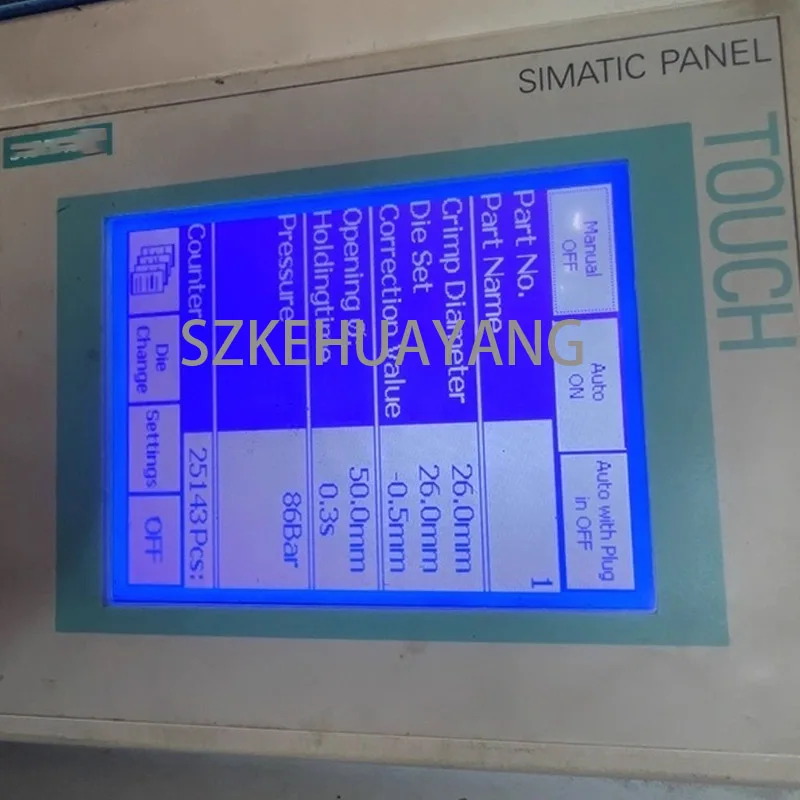 SIMATIC PANEL
TOUCH
Manual OFF
Auto ON
Auto with Plug in OFF
Part No. 1
Part Name
Crimp Diameter 26.0mm
Die Set 26.0mm
Correction Value -0.5mm
Opening 50.0mm
Holdingtime 0.3s
Pressure 86Bar
Counter 25143Pcs:
Die Change
Settings
OFF
SZKEHUAYANG